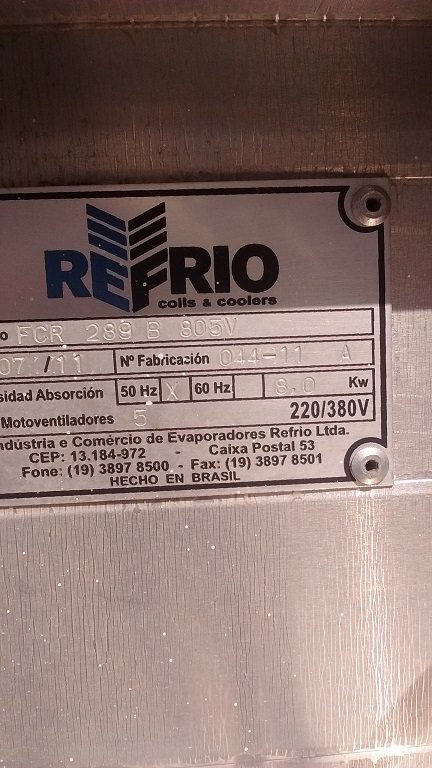 REFRIO
coils & coolers
o FCR 289 B 805V
07 /11 Nº Fabricación 044-11 A
sidad Absorción 50 Hz X 60 Hz 8.0 Kw
Motoventiladores 5 220/380V
ndústria e Comércio de Evaporadores Refrio Ltda.
CEP: 13.184-972 - Caixa Postal 53
Fone: (19) 3897 8500 - Fax: (19) 3897 8501
HECHO EN BRASIL